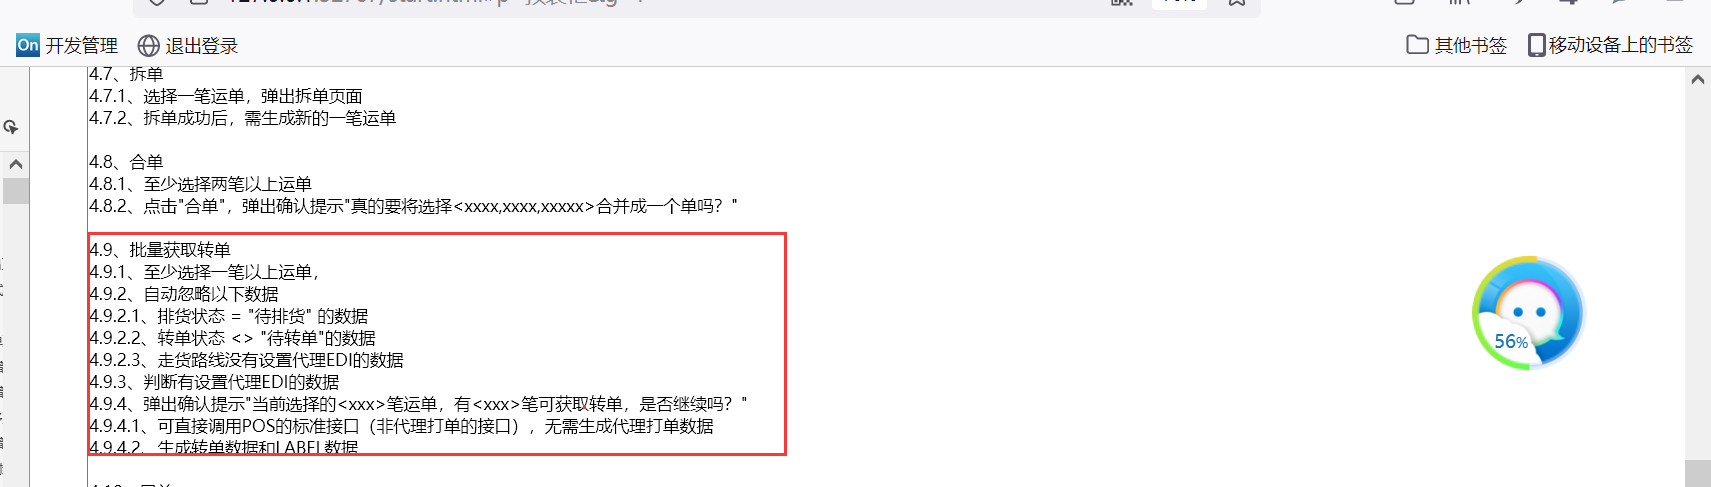 On 开发管理 退出登录 其他书签 移动设备上的书签
4.7、拆单
4.7.1、选择一笔运单，弹出拆单页面
4.7.2、拆单成功后，需生成新的一笔运单
4.8、合单
4.8.1、至少选择两笔以上运单
4.8.2、点击"合单"，弹出确认提示"真的要将选择<xxxx,xxxx,xxxxx>合并成一个单吗？"
4.9、批量获取转单
4.9.1、至少选择一笔以上运单，
4.9.2、自动忽略以下数据
4.9.2.1、排货状态 = "待排货" 的数据
4.9.2.2、转单状态 <> "待转单"的数据
4.9.2.3、走货路线没有设置代理EDI的数据
4.9.3、判断有设置代理EDI的数据
4.9.4、弹出确认提示"当前选择的<xxx>笔运单，有<xxx>笔可获取转单，是否继续吗？"
4.9.4.1、可直接调用POS的标准接口（非代理打单的接口），无需生成代理打单数据
4.9.4.2、生成转单数据和LABEL数据
56%